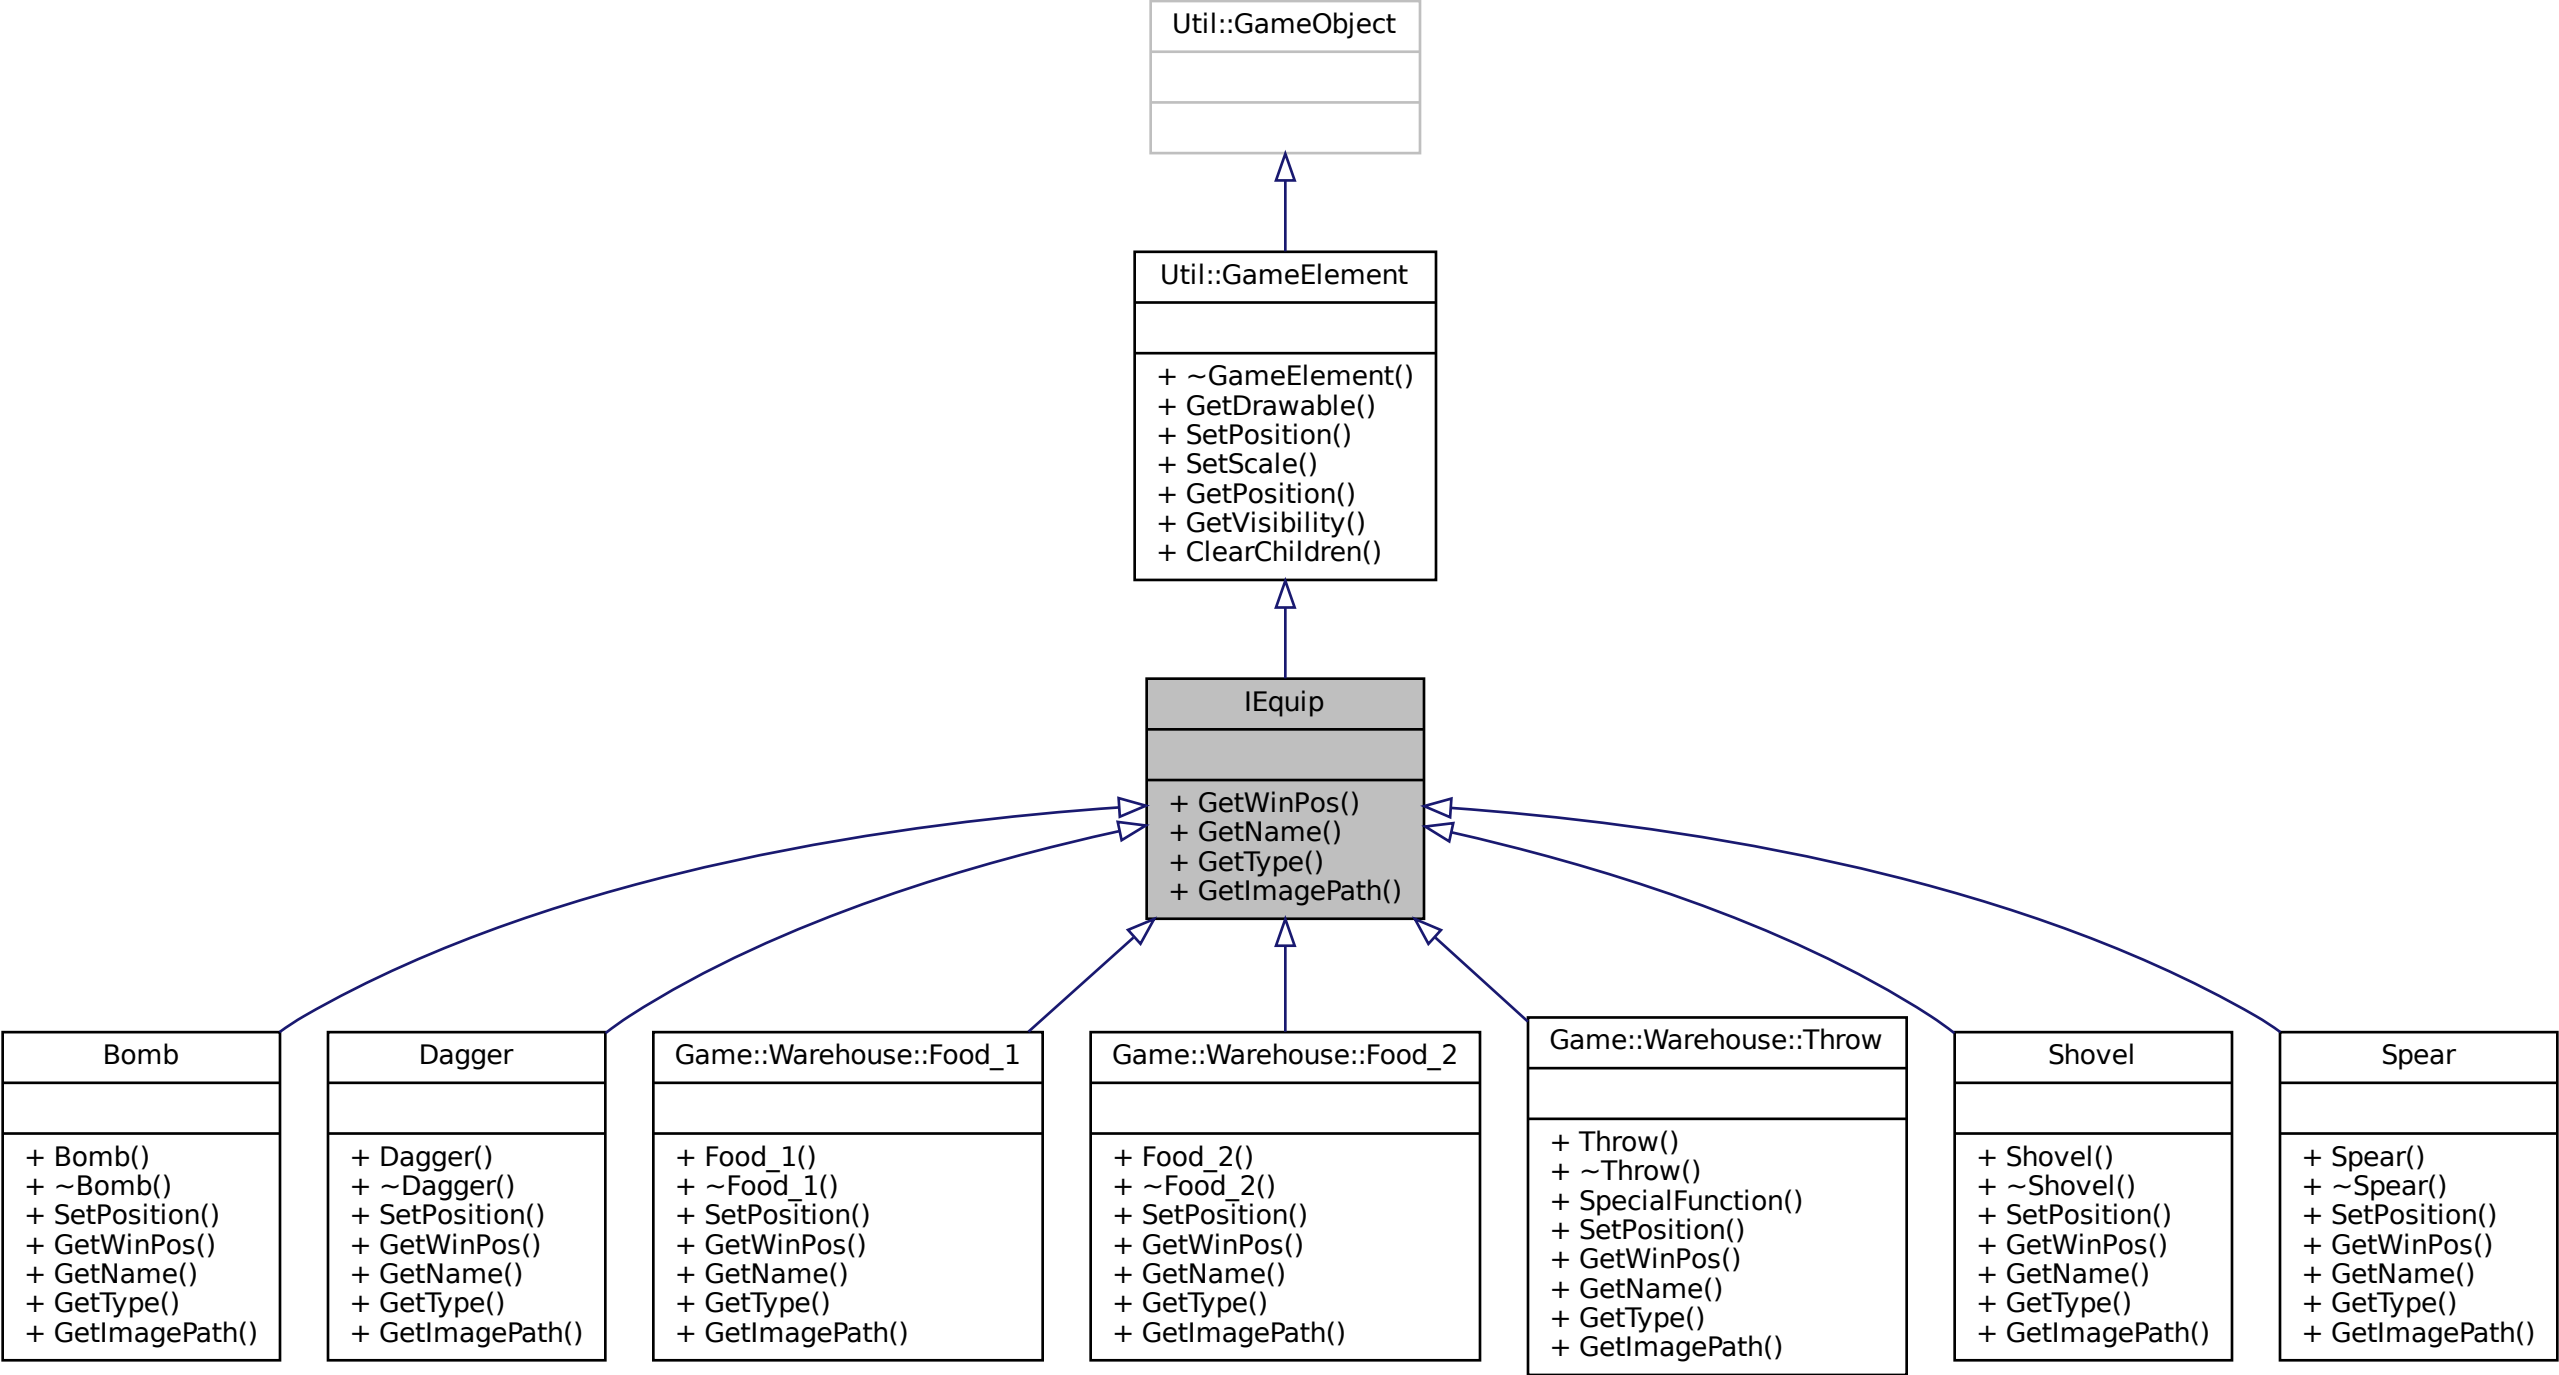 Util::GameObject
Util::GameElement
+ ~GameElement()
+ GetDrawable()
+ SetPosition()
+ SetScale()
+ GetPosition()
+ GetVisibility()
+ ClearChildren()
IEquip
+ GetWinPos()
+ GetName()
+ GetType()
+ GetImagePath()
Bomb
+ Bomb()
+ ~Bomb()
+ SetPosition()
+ GetWinPos()
+ GetName()
+ GetType()
+ GetImagePath()
Dagger
+ Dagger()
+ ~Dagger()
+ SetPosition()
+ GetWinPos()
+ GetName()
+ GetType()
+ GetImagePath()
Game::Warehouse::Food_1
+ Food_1()
+ ~Food_1()
+ SetPosition()
+ GetWinPos()
+ GetName()
+ GetType()
+ GetImagePath()
Game::Warehouse::Food_2
+ Food_2()
+ ~Food_2()
+ SetPosition()
+ GetWinPos()
+ GetName()
+ GetType()
+ GetImagePath()
Game::Warehouse::Throw
+ Throw()
+ ~Throw()
+ SpecialFunction()
+ SetPosition()
+ GetWinPos()
+ GetName()
+ GetType()
+ GetImagePath()
Shovel
+ Shovel()
+ ~Shovel()
+ SetPosition()
+ GetWinPos()
+ GetName()
+ GetType()
+ GetImagePath()
Spear
+ Spear()
+ ~Spear()
+ SetPosition()
+ GetWinPos()
+ GetName()
+ GetType()
+ GetImagePath()